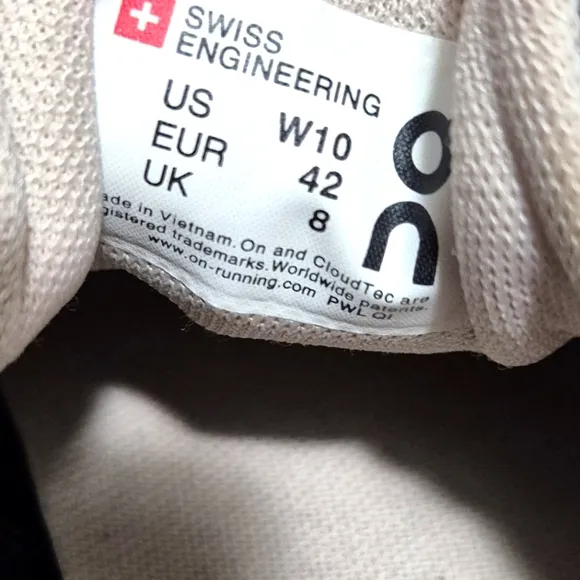 SWISS
ENGINEERING
US W10
EUR 42
UK 8
ade in Vietnam. On and CloudTec are
gistered trademarks. Worldwide patents.
www.on-running.com PWL QI
On